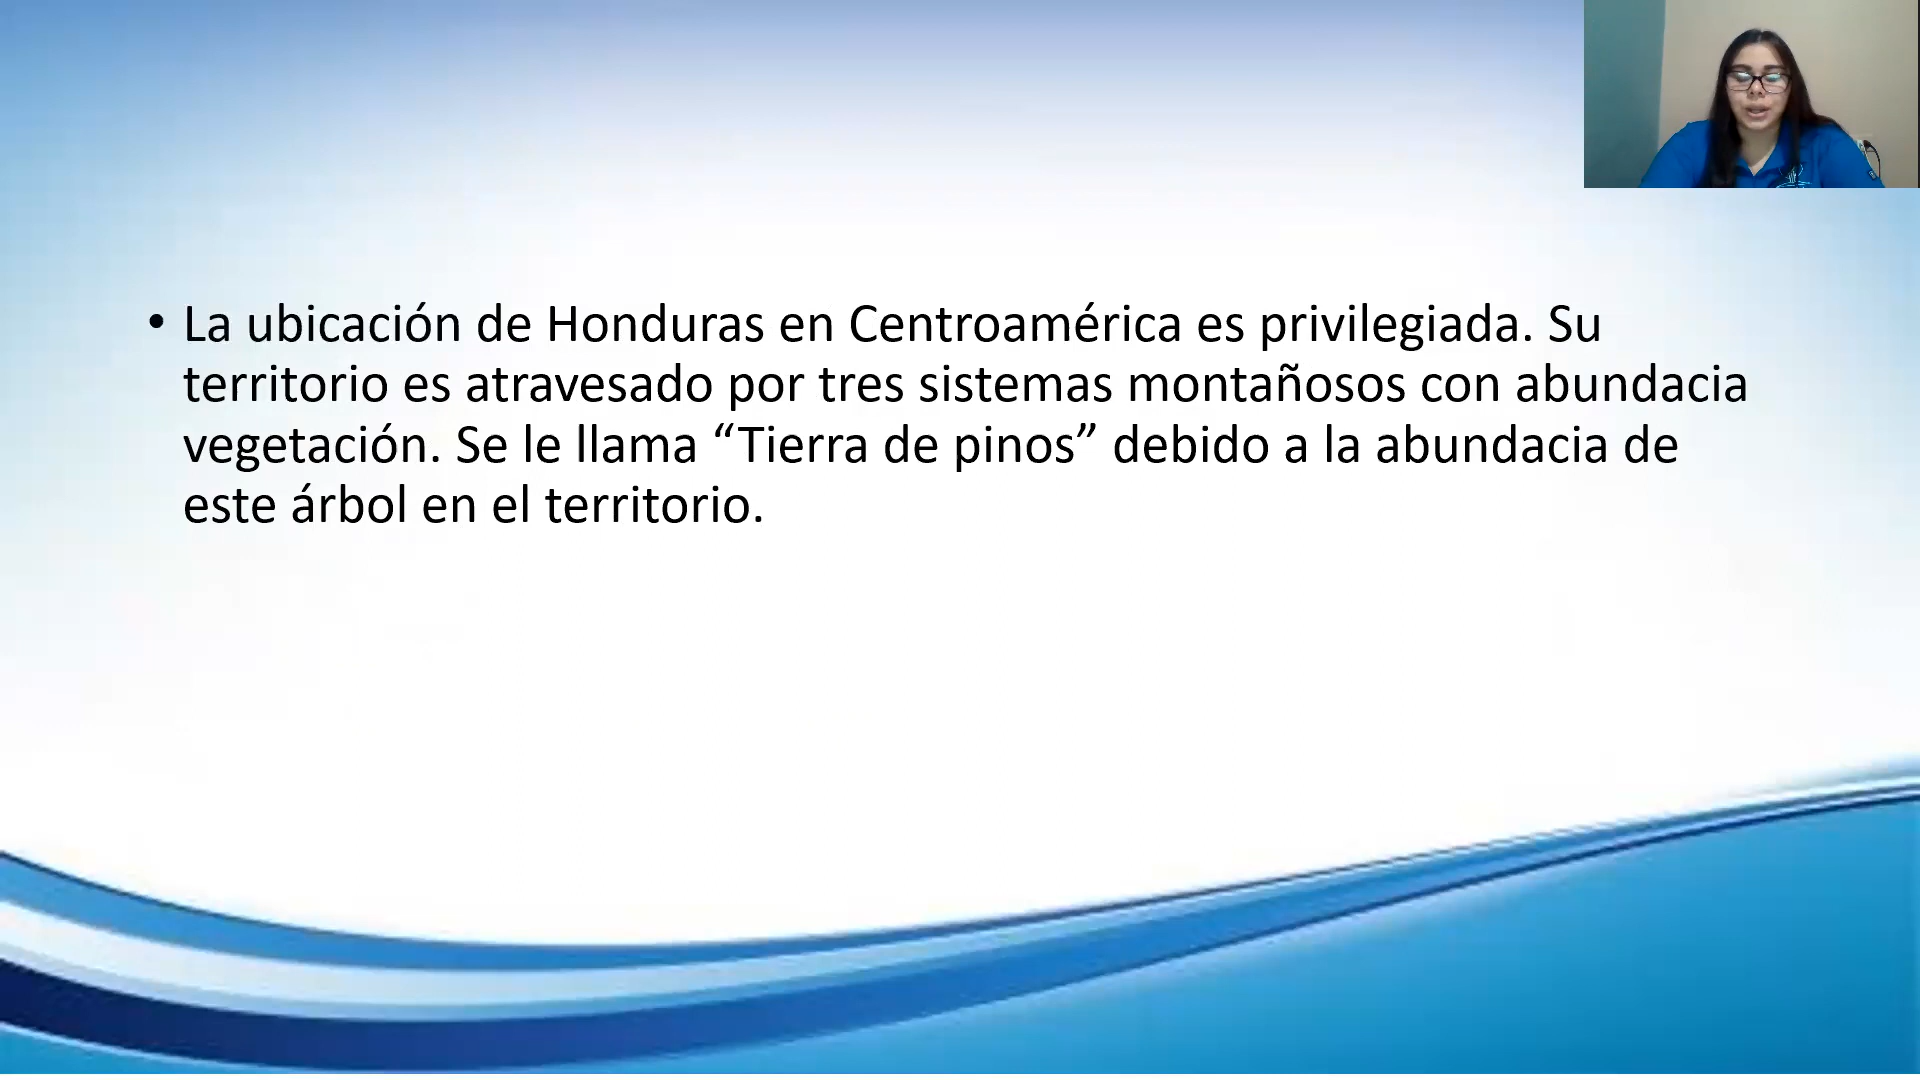 • La ubicación de Honduras en Centroamérica es privilegiada. Su
territorio es atravesado por tres sistemas montañosos con abundacia
vegetación. Se le llama “Tierra de pinos” debido a la abundacia de
este árbol en el territorio.